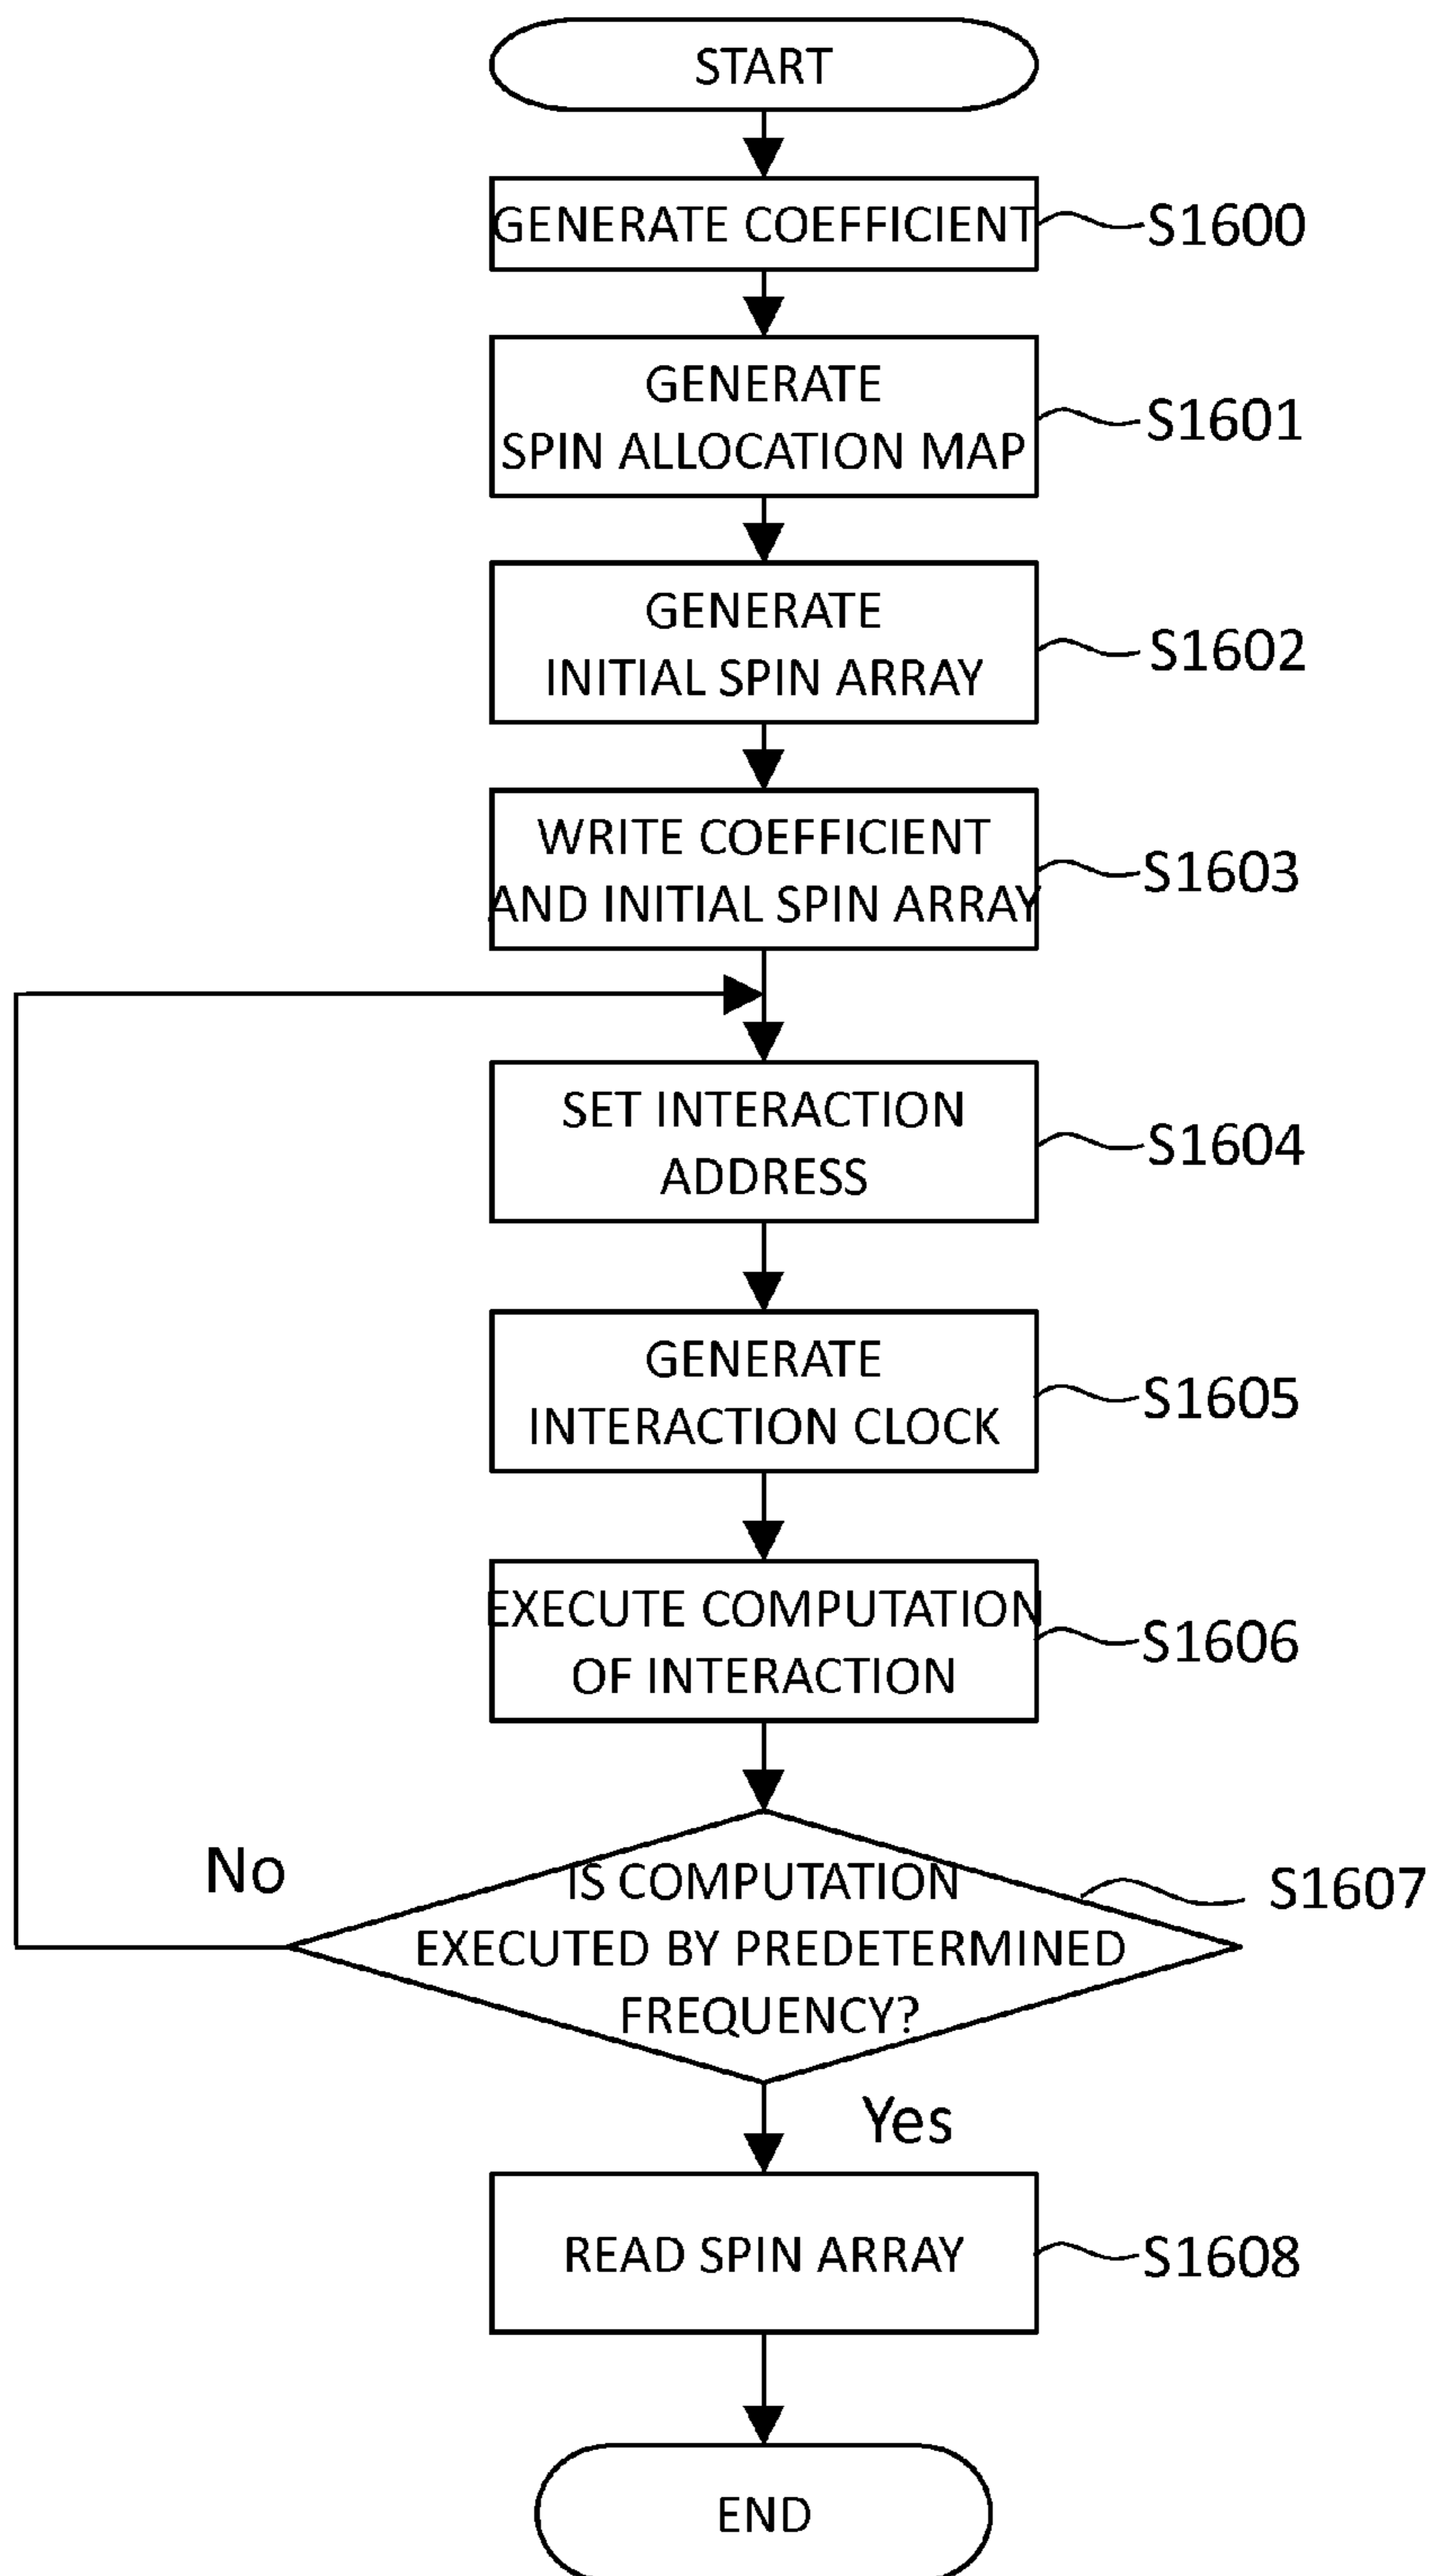 START
GENERATE COEFFICIENT
S1600
GENERATE
SPIN ALLOCATION MAP
S1601
GENERATE
INITIAL SPIN ARRAY
S1602
WRITE COEFFICIENT
AND INITIAL SPIN ARRAY
S1603
SET INTERACTION
ADDRESS
S1604
GENERATE
INTERACTION CLOCK
S1605
EXECUTE COMPUTATION
OF INTERACTION
S1606
No
IS COMPUTATION
EXECUTED BY PREDETERMINED
FREQUENCY?
S1607
Yes
READ SPIN ARRAY
S1608
END